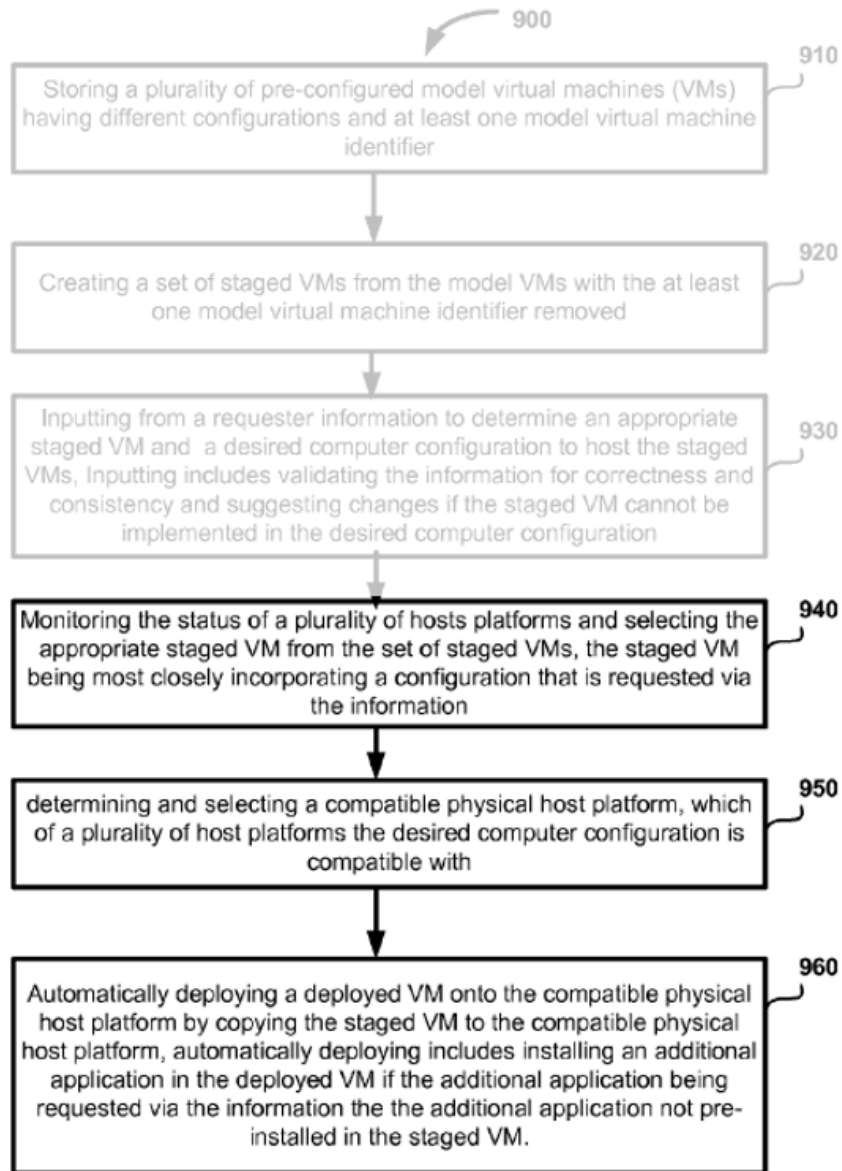 900
910
Storing a plurality of pre-configured model virtual machines (VMs)
having different configurations and at least one model virtual machine
identifier
920
Creating a set of staged VMs from the model VMs with the at least
one model virtual machine identifier removed
930
Inputting from a requester information to determine an appropriate
staged VM and a desired computer configuration to host the staged
VMs, Inputting includes validating the information for correctness and
consistency and suggesting changes if the staged VM cannot be
implemented in the desired computer configuration
940
Monitoring the status of a plurality of hosts platforms and selecting the
appropriate staged VM from the set of staged VMs, the staged VM
being most closely incorporating a configuration that is requested via
the information
950
determining and selecting a compatible physical host platform, which
of a plurality of host platforms the desired computer configuration is
compatible with
960
Automatically deploying a deployed VM onto the compatible physical
host platform by copying the staged VM to the compatible physical
host platform, automatically deploying includes installing an additional
application in the deployed VM if the additional application being
requested via the information the the additional application not pre-
installed in the staged VM.